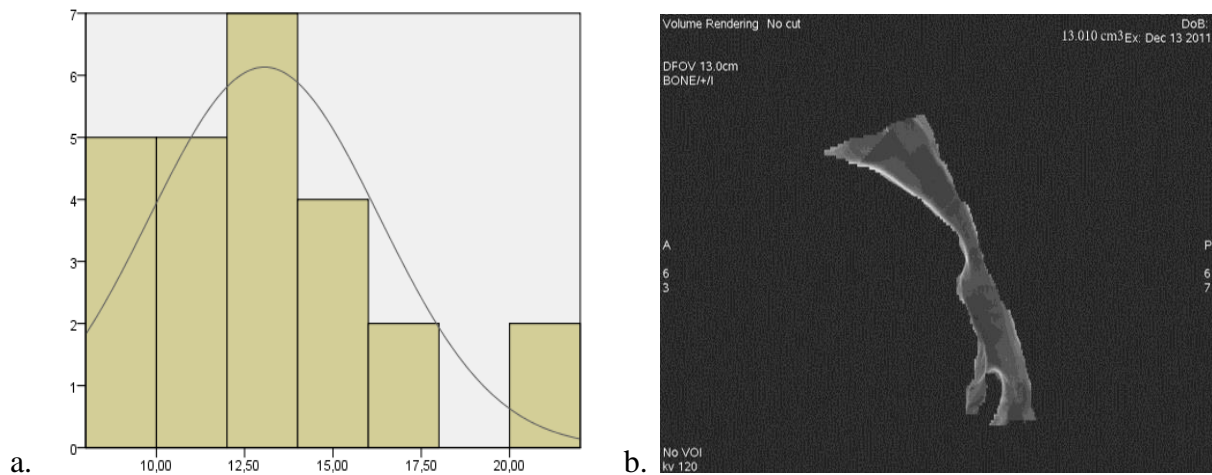 7
6
5
4
3
2
1
0
10,00 12,50 15,00 17,50 20,00
a.
Volume Rendering No cut
DoB:
13.010 cm3 Ex: Dec 13 2011
DFOV 13.0cm
BONE/+/I
A
6
3
P
6
7
No VOI
kv 120
b.